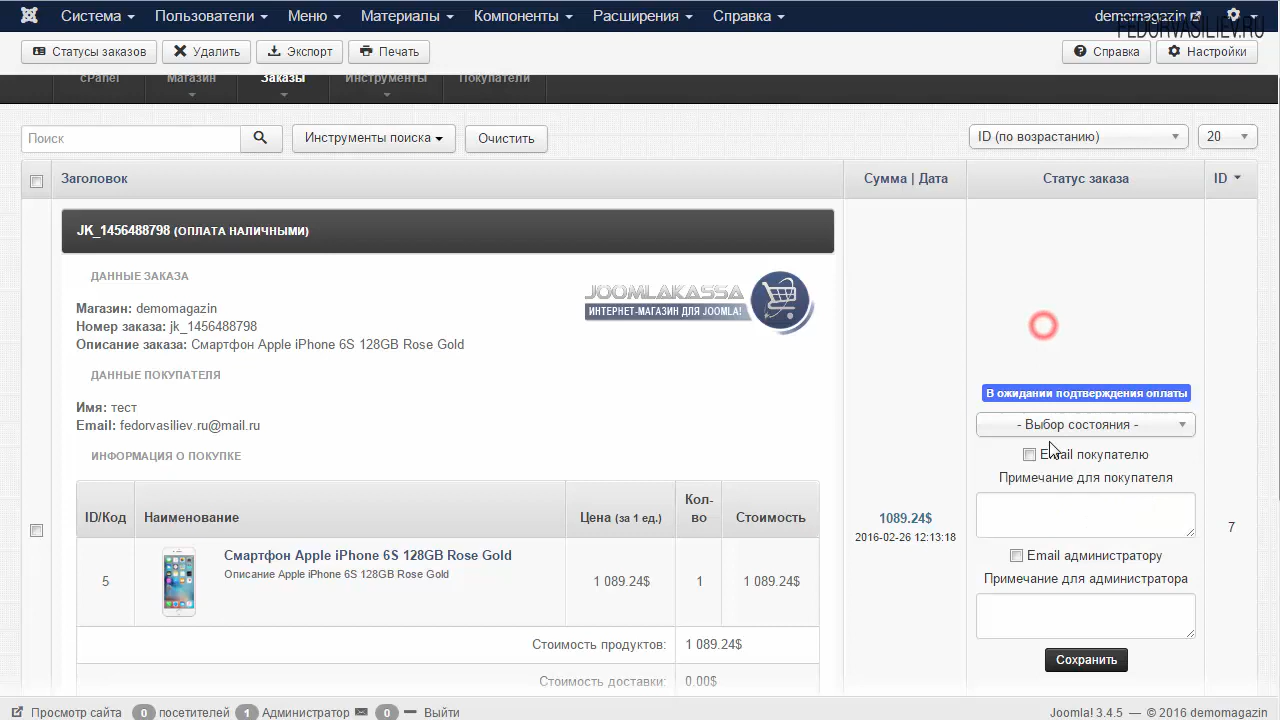 Система Пользователи Меню Материалы Компоненты Расширения Справка demomagazin
FEDORVASILIEV.RU
Статусы заказов Удалить Экспорт Печать Справка Настройки
cPanel Магазин Заказы Инструменты Покупатели
Поиск Инструменты поиска Очистить ID (по возрастанию) 20
Заголовок Сумма | Дата Статус заказа ID
JK_1456488798 (ОПЛАТА НАЛИЧНЫМИ)
ДАННЫЕ ЗАКАЗА
JOOMLAKASSA
ИНТЕРНЕТ-МАГАЗИН ДЛЯ JOOMLA!
Магазин: demomagazin
Номер заказа: jk_1456488798
Описание заказа: Смартфон Apple iPhone 6S 128GB Rose Gold
ДАННЫЕ ПОКУПАТЕЛЯ
Имя: тест
Email: fedorvasiliev.ru@mail.ru
ИНФОРМАЦИЯ О ПОКУПКЕ
ID/Код Наименование Цена (за 1 ед.) Кол-во Стоимость
5 Смартфон Apple iPhone 6S 128GB Rose Gold
Описание Apple iPhone 6S 128GB Rose Gold
1 089.24$ 1 1 089.24$
Стоимость продуктов: 1 089.24$
Стоимость доставки: 0.00$
1089.24$
2016-02-26 12:13:18
В ожидании подтверждения оплаты
- Выбор состояния -
Email покупателю
Примечание для покупателя
Email администратору
Примечание для администратора
Сохранить
7
Просмотр сайта 0 посетителей 1 Администратор 0 Выйти Joomla! 3.4.5 — © 2016 demomagazin